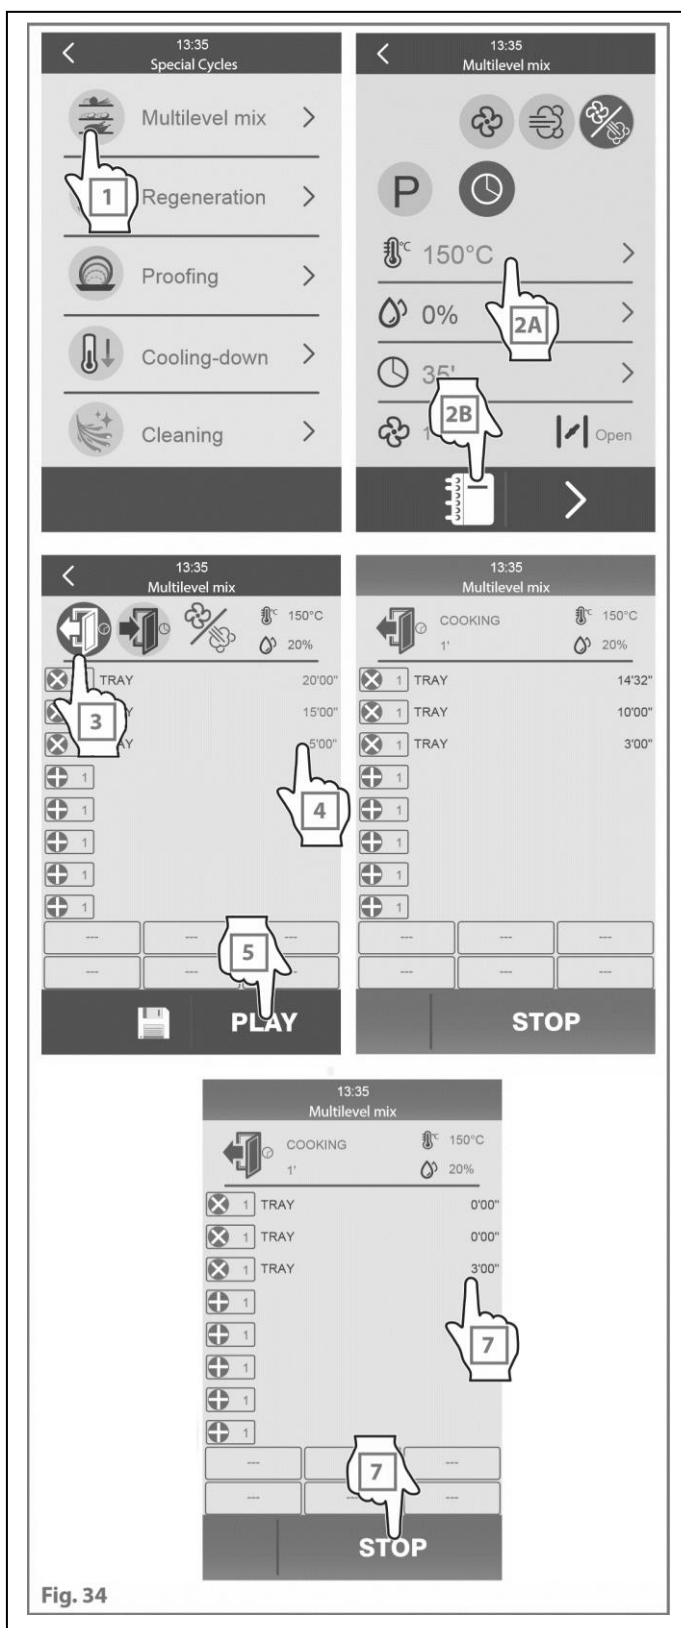 13:35
Special Cycles
Multilevel mix
1
Regeneration
Proofing
Cooling-down
Cleaning
13:35
Multilevel mix
P
°C 150°C
2A
0%
35'
2B
1
Open
13:35
Multilevel mix
°C 150°C
20%
TRAY 20'00"
3
15'00"
AY 5'00"
4
1
1
1
1
1
--- --- ---
5
--- ---
PLAY
13:35
Multilevel mix
COOKING
1'
°C 150°C
20%
1 TRAY 14'32"
1 TRAY 10'00"
1 TRAY 3'00"
1
1
1
1
1
--- --- ---
--- --- ---
STOP
13:35
Multilevel mix
COOKING
1'
°C 150°C
20%
1 TRAY 0'00"
1 TRAY 0'00"
1 TRAY 3'00"
1
1
7
1
1
1
--- ---
7
--- --- ---
STOP
Fig. 34